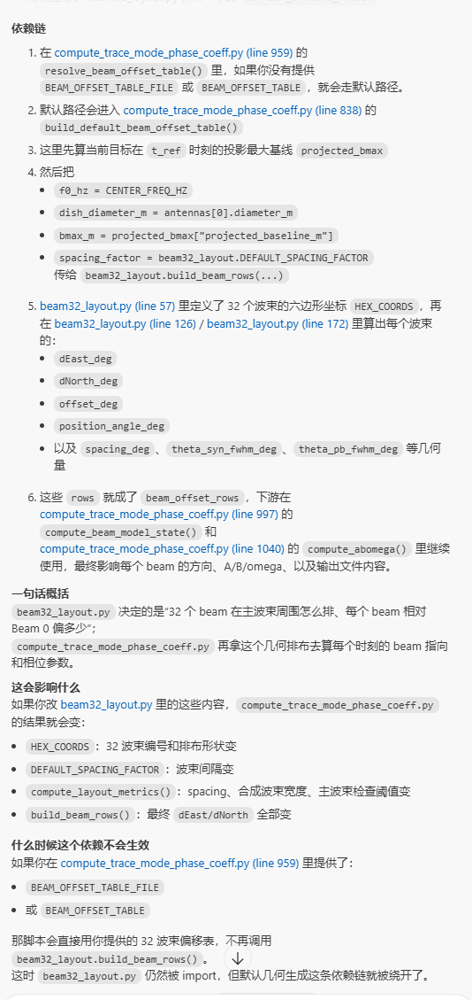 依赖链
1. 在 compute_trace_mode_phase_coeff.py (line 959) 的
resolve_beam_offset_table() 里，如果你没有提供
BEAM_OFFSET_TABLE_FILE 或 BEAM_OFFSET_TABLE，就会走默认路径。
2. 默认路径会进入 compute_trace_mode_phase_coeff.py (line 838) 的
build_default_beam_offset_table()
3. 这里先算当前目标在 t_ref 时刻的投影最大基线 projected_bmax
4. 然后把
• f0_hz = CENTER_FREQ_HZ
• dish_diameter_m = antennas[0].diameter_m
• bmax_m = projected_bmax["projected_baseline_m"]
• spacing_factor = beam32_layout.DEFAULT_SPACING_FACTOR
传给 beam32_layout.build_beam_rows(...)
5. beam32_layout.py (line 57) 里定义了 32 个波束的六边形坐标 HEX_COORDS，再
在 beam32_layout.py (line 126) / beam32_layout.py (line 172) 里算出每个波束
的：
• dEast_deg
• dNorth_deg
• offset_deg
• position_angle_deg
• 以及 spacing_deg、theta_syn_fwhm_deg、theta_pb_fwhm_deg 等几何
量
6. 这些 rows 就成了 beam_offset_rows，下游在
compute_trace_mode_phase_coeff.py (line 997) 的
compute_beam_model_state() 和
compute_trace_mode_phase_coeff.py (line 1040) 的 compute_abomega() 里继续
使用，最终影响每个 beam 的方向、A/B/omega、以及输出文件内容。
一句话概括
beam32_layout.py 决定的是“32 个 beam 在主波束周围怎么排、每个 beam 相对
Beam 0 偏多少”；
compute_trace_mode_phase_coeff.py 再拿这个几何排布去算每个时刻的 beam 指向
和相位参数。
这会影响什么
如果你改 beam32_layout.py 里的这些内容，compute_trace_mode_phase_coeff.py
的结果就会变：
• HEX_COORDS：32 波束编号和排布形状变
• DEFAULT_SPACING_FACTOR：波束间隔变
• compute_layout_metrics()：spacing、合成波束宽度、主波束检查阈值变
• build_beam_rows()：最终 dEast/dNorth 全部变
什么时候这个依赖不会生效
如果你在 compute_trace_mode_phase_coeff.py (line 959) 里提供了：
• BEAM_OFFSET_TABLE_FILE
• 或 BEAM_OFFSET_TABLE
那脚本会直接用你提供的 32 波束偏移表，不再调用
beam32_layout.build_beam_rows()。
这时 beam32_layout.py 仍然被 import，但默认几何生成这条依赖链就被绕开了。